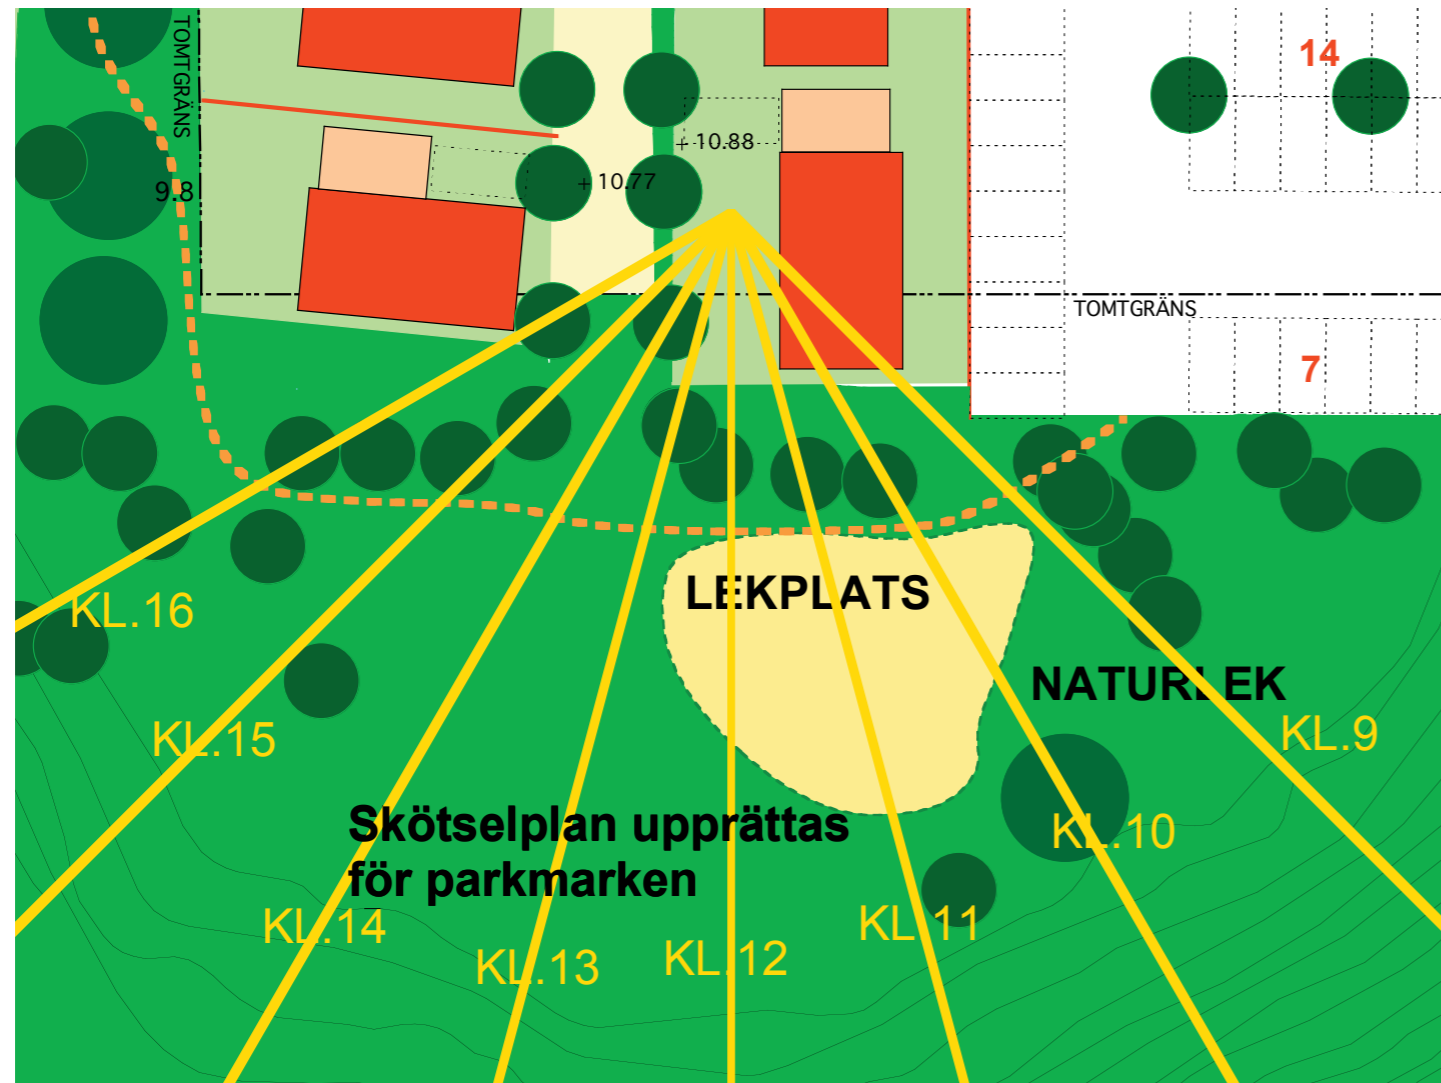 TOMTGRÄNS
14
+ 10.88
+ 10.77
9.8
TOMTGRÄNS
7
LEKPLATS
KL.16
NATURLEK
KL.15
KL.9
Skötselplan upprättas
för parkmarken
KL.10
KL.14
KL.11
KL.13
KL.12